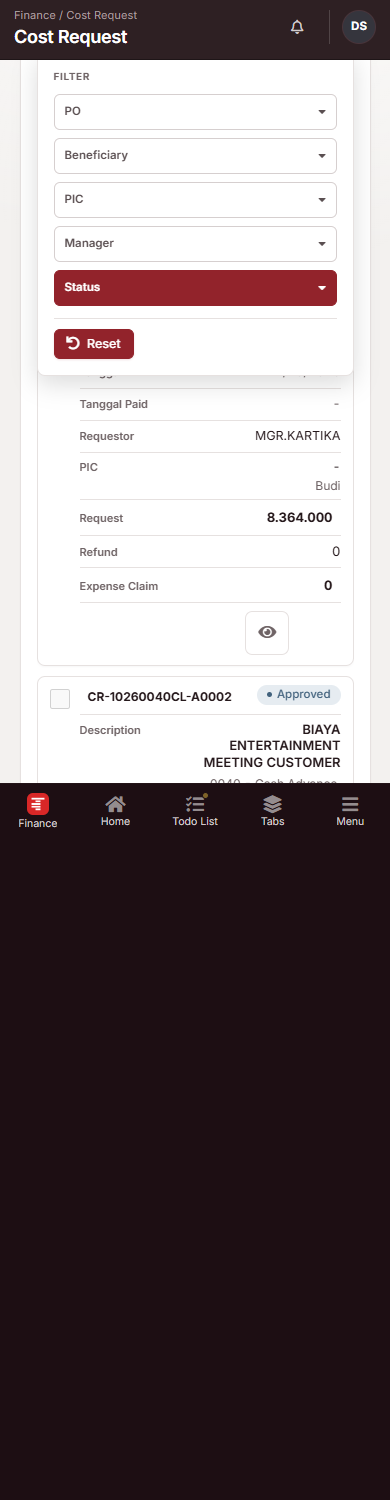 Finance / Cost Request
Cost Request
DS
FILTER
PO
Beneficiary
PIC
Manager
Status
Reset
Tanggal Paid -
Requestor MGR.KARTIKA
PIC -
Budi
Request 8.364.000
Refund 0
Expense Claim 0
CR-10260040CL-A0002 Approved
Description BIAYA
ENTERTAINMENT
MEETING CUSTOMER
Finance Home Todo List Tabs Menu